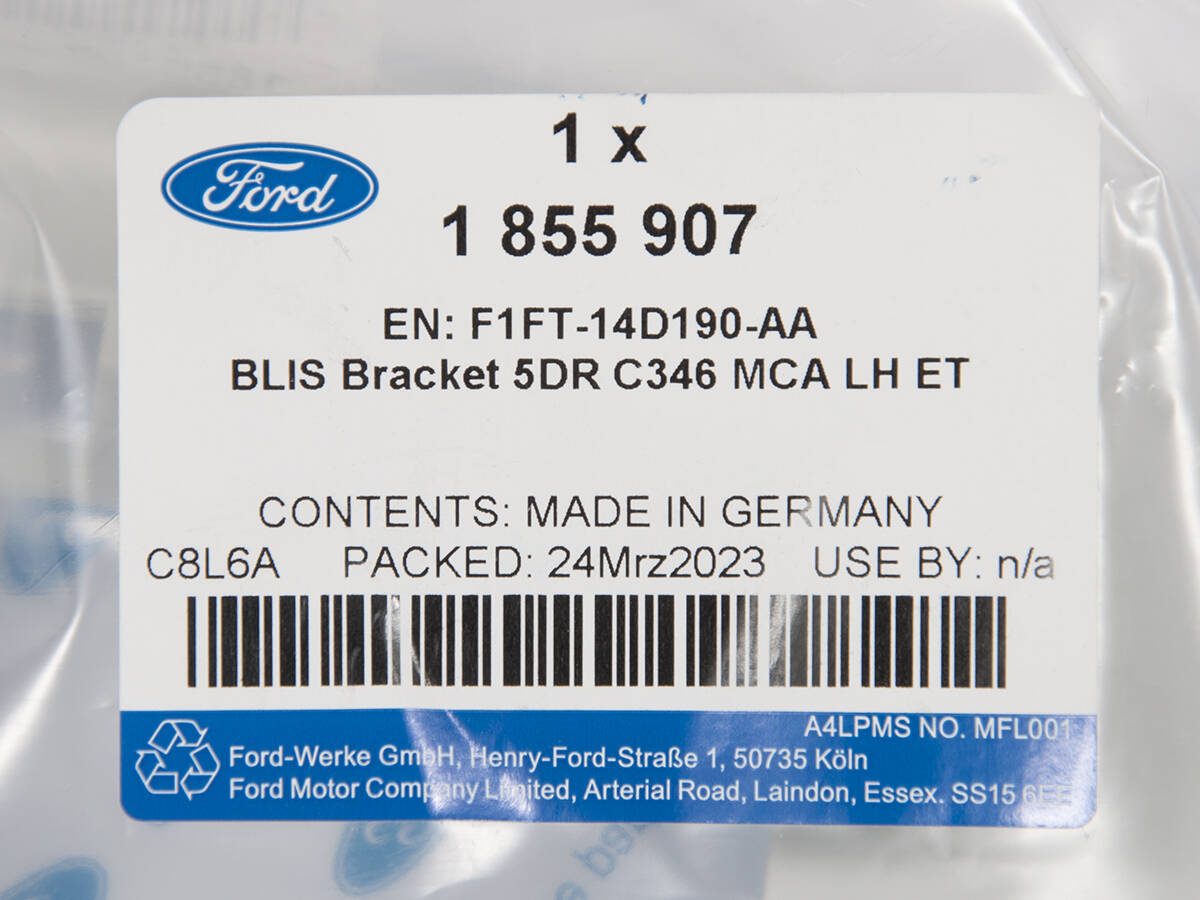 Ford
1 x
1 855 907
EN: F1FT-14D190-AA
BLIS Bracket 5DR C346 MCA LH ET
CONTENTS: MADE IN GERMANY
C8L6A PACKED: 24Mrz2023 USE BY: n/a
A4LPMS NO. MFL001
Ford-Werke GmbH, Henry-Ford-Straße 1, 50735 Köln
Ford Motor Company Limited, Arterial Road, Laindon, Essex. SS15 6EE